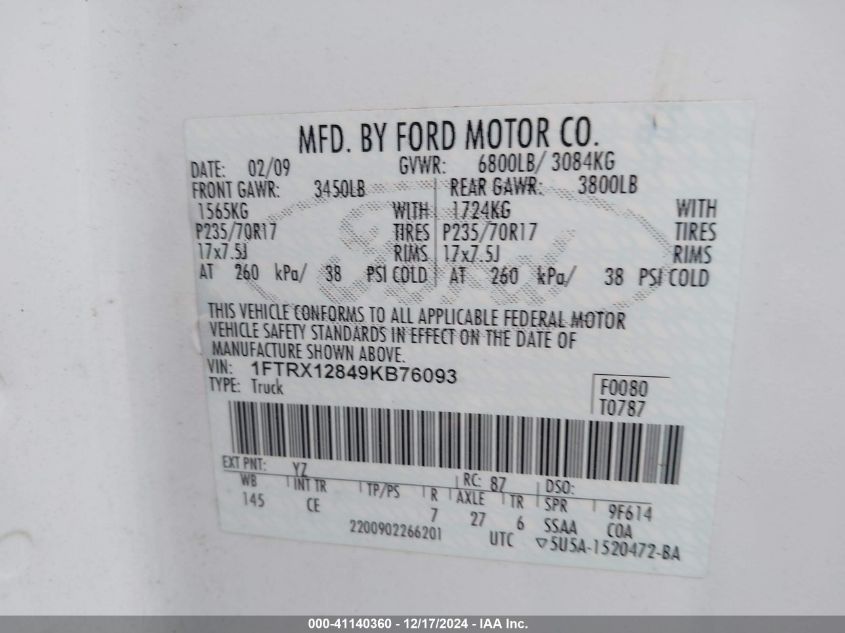 MFD. BY FORD MOTOR CO.
DATE: 02/09 GVWR: 6800LB/ 3084KG
FRONT GAWR: 3450LB REAR GAWR: 3800LB
1565KG WITH 1724KG WITH
P235/70R17 TIRES P235/70R17 TIRES
17x7.5J RIMS 17x7.5J RIMS
AT 260 kPa/ 38 PSI COLD AT 260 kPa/ 38 PSI COLD
Ford
THIS VEHICLE CONFORMS TO ALL APPLICABLE FEDERAL MOTOR
VEHICLE SAFETY STANDARDS IN EFFECT ON THE DATE OF
MANUFACTURE SHOWN ABOVE.
VIN: 1FTRX12849KB76093
TYPE: Truck
F0080
T0787
EXT PNT: YZ RC: 87 DSO:
WB INT TR TP/PS R AXLE TR SPR 9F614
145 CE 7 27 6 SSAA COA
2200902266201 UTC ▽5U5A-1520472-BA
000-41140360 - 12/17/2024 - IAA Inc.